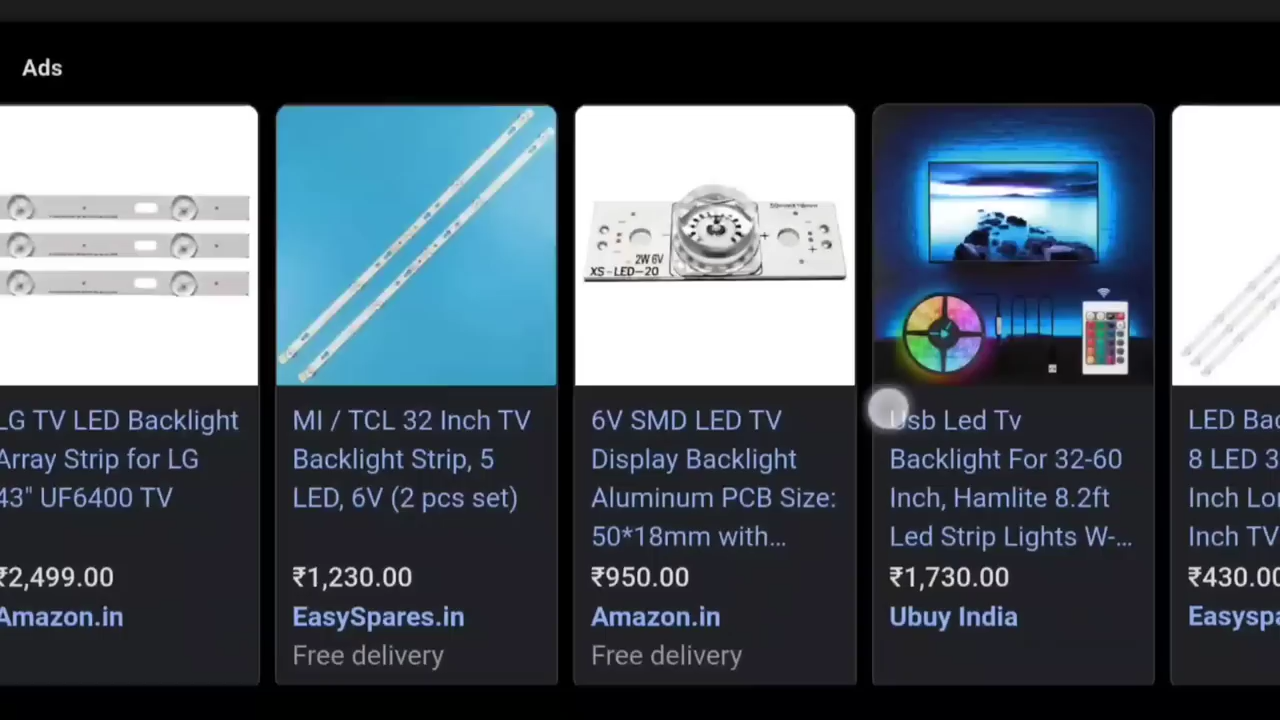 Ads
2W 6V
XS-LED-20
LG TV LED Backlight
Array Strip for LG
43" UF6400 TV
₹2,499.00
Amazon.in
MI / TCL 32 Inch TV
Backlight Strip, 5
LED, 6V (2 pcs set)
₹1,230.00
EasySpares.in
Free delivery
6V SMD LED TV
Display Backlight
Aluminum PCB Size:
50*18mm with...
₹950.00
Amazon.in
Free delivery
Usb Led Tv
Backlight For 32-60
Inch, Hamlite 8.2ft
Led Strip Lights W-...
₹1,730.00
Ubuy India
LED Bac
8 LED 3
Inch Lo
Inch TV
₹430.00
Easyspa